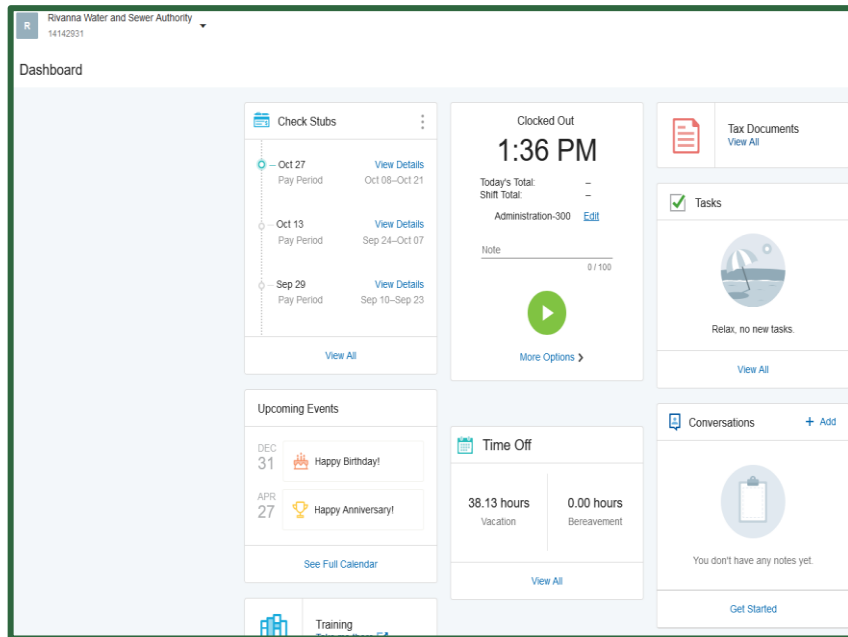 R
Rivanna Water and Sewer Authority
14142931
Dashboard
Check Stubs
Oct 27 View Details
Pay Period Oct 08–Oct 21
Oct 13 View Details
Pay Period Sep 24–Oct 07
Sep 29 View Details
Pay Period Sep 10–Sep 23
View All
Upcoming Events
DEC
31 Happy Birthday!
APR
27 Happy Anniversary!
See Full Calendar
Training
Clocked Out
1:36 PM
Today's Total: –
Shift Total: –
Administration-300 Edit
Note
0 / 100
More Options
Time Off
38.13 hours 0.00 hours
Vacation Bereavement
View All
Tax Documents
View All
Tasks
Relax, no new tasks.
View All
Conversations + Add
You don't have any notes yet.
Get Started